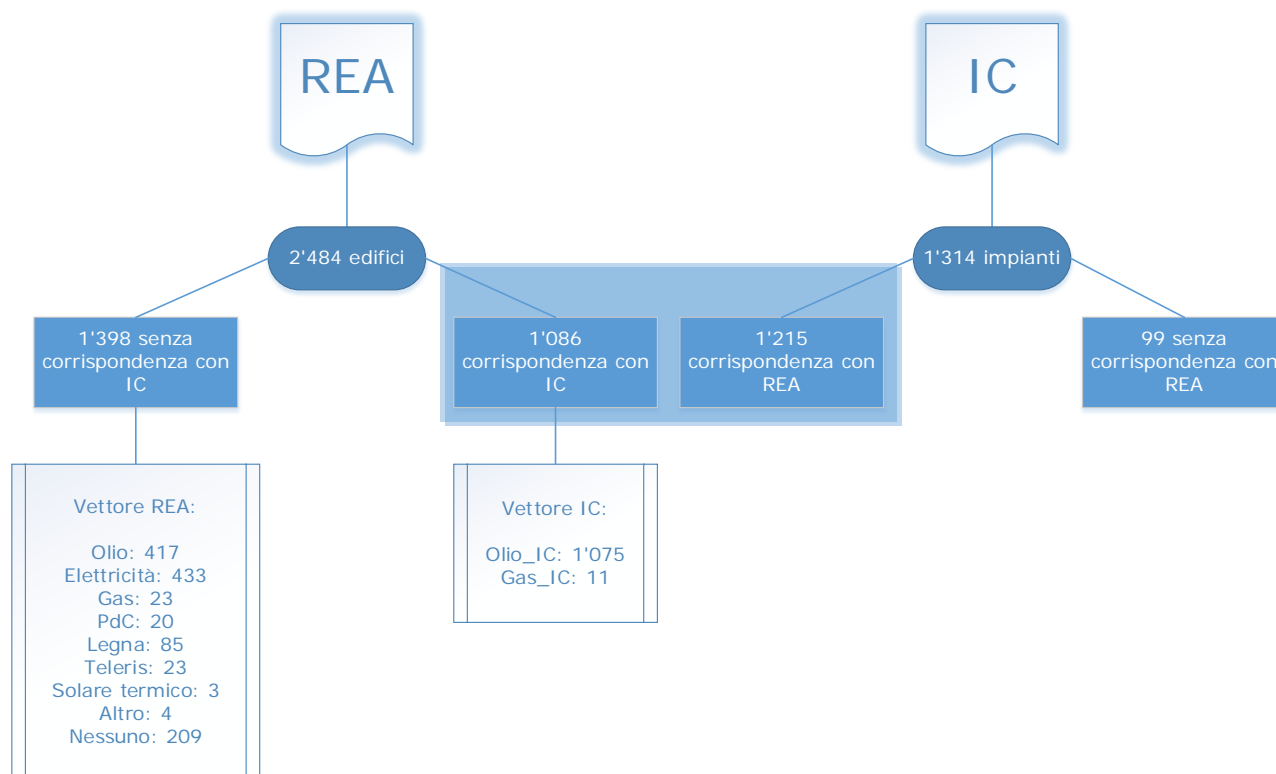 REA
IC
2'484 edifici
1'314 impianti
1'398 senza
corrispondenza con
IC
1'086
corrispondenza con
IC
1'215
corrispondenza con
REA
99 senza
corrispondenza con
REA
Vettore REA:
Olio: 417
Elettricità: 433
Gas: 23
PdC: 20
Legna: 85
Teleris: 23
Solare termico: 3
Altro: 4
Nessuno: 209
Vettore IC:
Olio_IC: 1'075
Gas_IC: 11